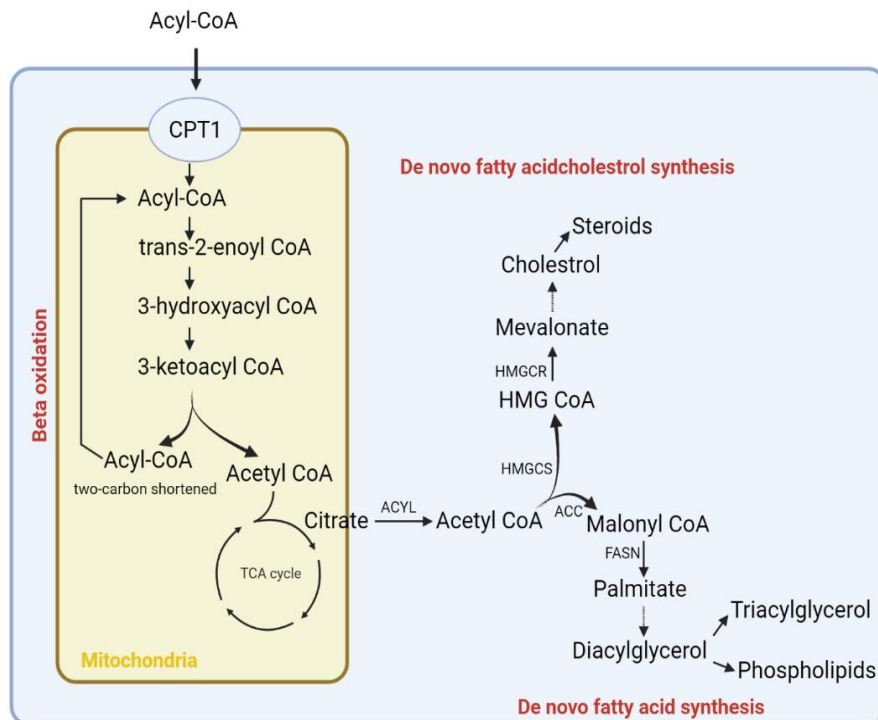 Acyl-CoA
CPT1
De novo fatty acidcholestrol synthesis
Acyl-CoA
trans-2-enoyl CoA
3-hydroxyacyl CoA
3-ketoacyl CoA
Acyl-CoA
two-carbon shortened
Acetyl CoA
Beta oxidation
TCA cycle
Mitochondria
Citrate
ACYL
Acetyl CoA
HMGCS
HMG CoA
HMGCR
Mevalonate
Cholestrol
Steroids
ACC
Malonyl CoA
FASN
Palmitate
Diacylglycerol
Triacylglycerol
Phospholipids
De novo fatty acid synthesis